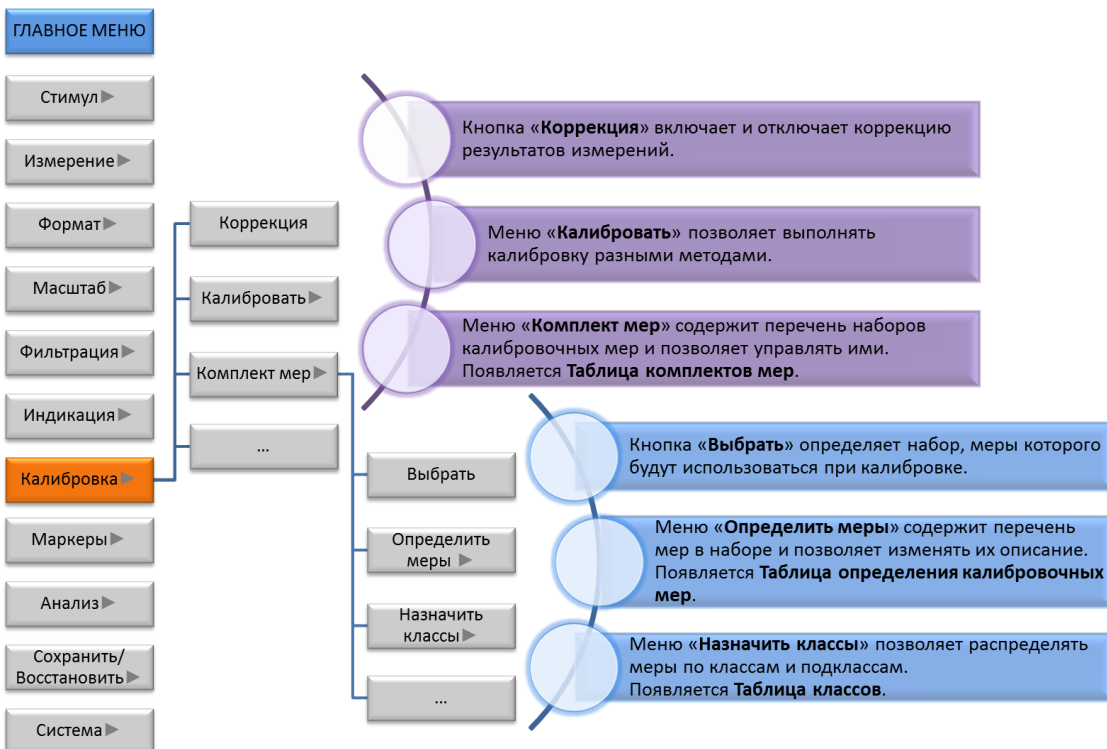 ГЛАВНОЕ МЕНЮ
Стимул
Измерение
Формат
Масштаб
Фильтрация
Индикация
Калибровка
Маркеры
Анализ
Сохранить/
Восстановить
Система
Коррекция
Калибровать
Комплект мер
...
Выбрать
Определить
меры
Назначить
классы
...
Кнопка «Коррекция» включает и отключает коррекцию
результатов измерений.
Меню «Калибровать» позволяет выполнять
калибровку разными методами.
Меню «Комплект мер» содержит перечень наборов
калибровочных мер и позволяет управлять ими.
Появляется Таблица комплектов мер.
Кнопка «Выбрать» определяет набор, меры которого
будут использоваться при калибровке.
Меню «Определить меры» содержит перечень
мер в наборе и позволяет изменять их описание.
Появляется Таблица определения калибровочных
мер.
Меню «Назначить классы» позволяет распределять
меры по классам и подклассам.
Появляется Таблица классов.